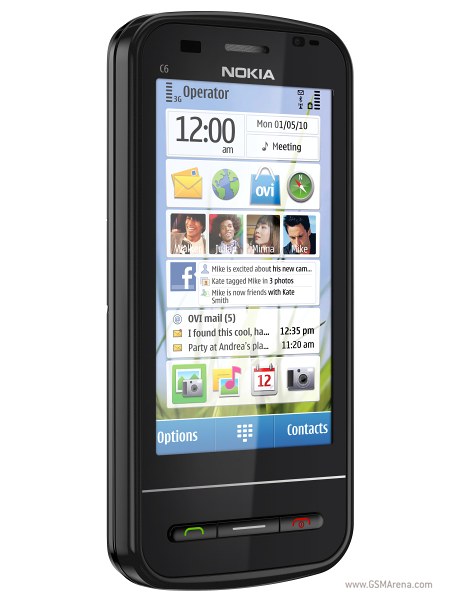 C6
NOKIA
3G
Operator
12:00
am
Mon 01/05/10
Meeting
N
ovi
Minna
Mike
f
Mike is excited about his new cam...
Kate tagged Mike in 3 photos
Mike is now friends with Kate
Smith
OVI mail (5)
I found this cool, ha... 12:35 pm
Party at Andrea's pla... 11:20 am
12
Options
Contacts
www.GSMArena.com